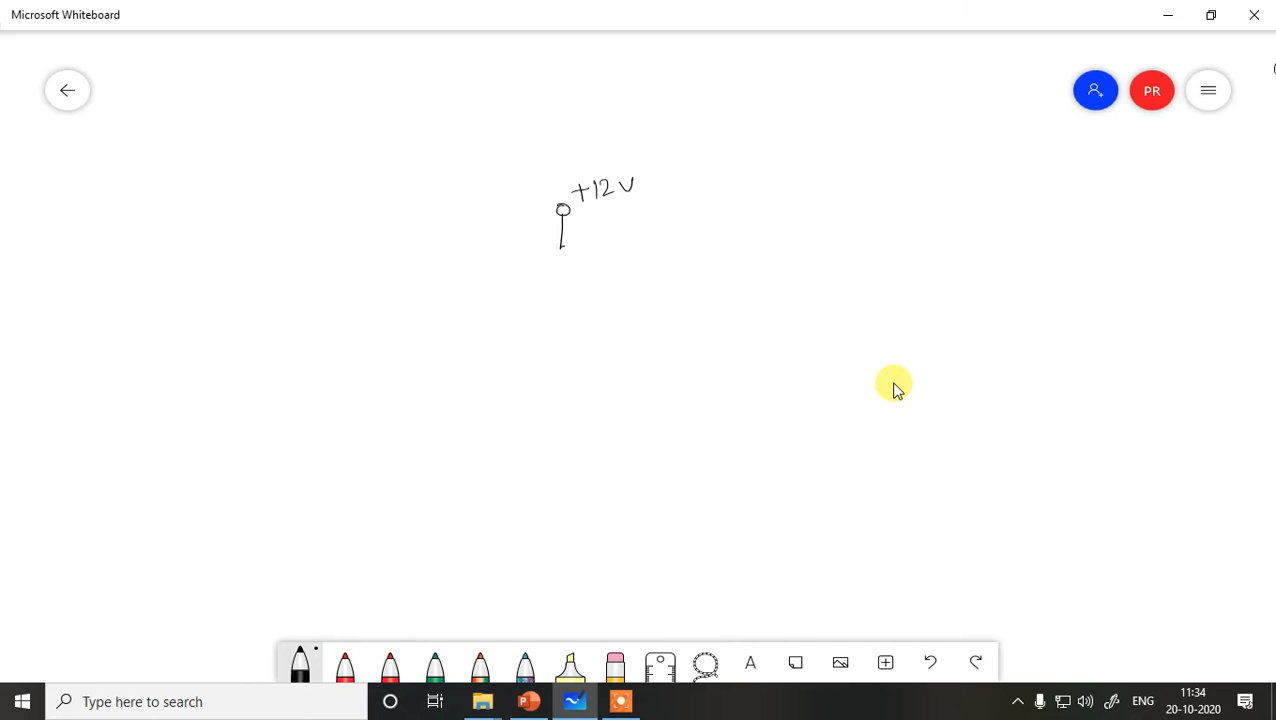 Microsoft Whiteboard
PR
+12V
A
Type here to search
ENG
11:34
20-10-2020